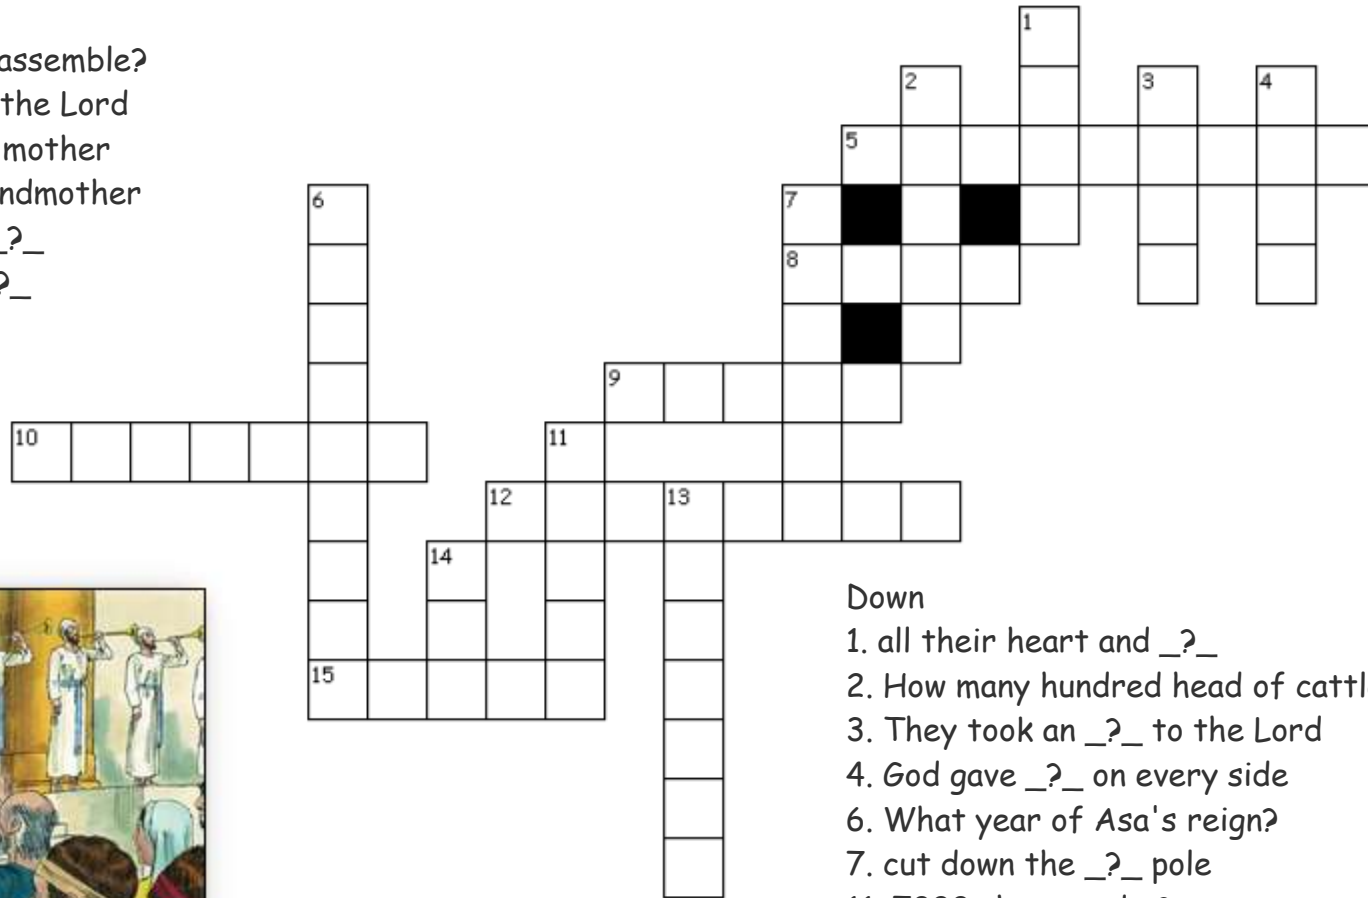 assemble?
the Lord
mother
ndmother
_?_
?_
1
2 3 4
5
6 7
8
9
10 11
12 13
14
15
Down
1. all their heart and _?_
2. How many hundred head of cattl
3. They took an _?_ to the Lord
4. God gave _?_ on every side
6. What year of Asa's reign?
7. cut down the _?_ pole